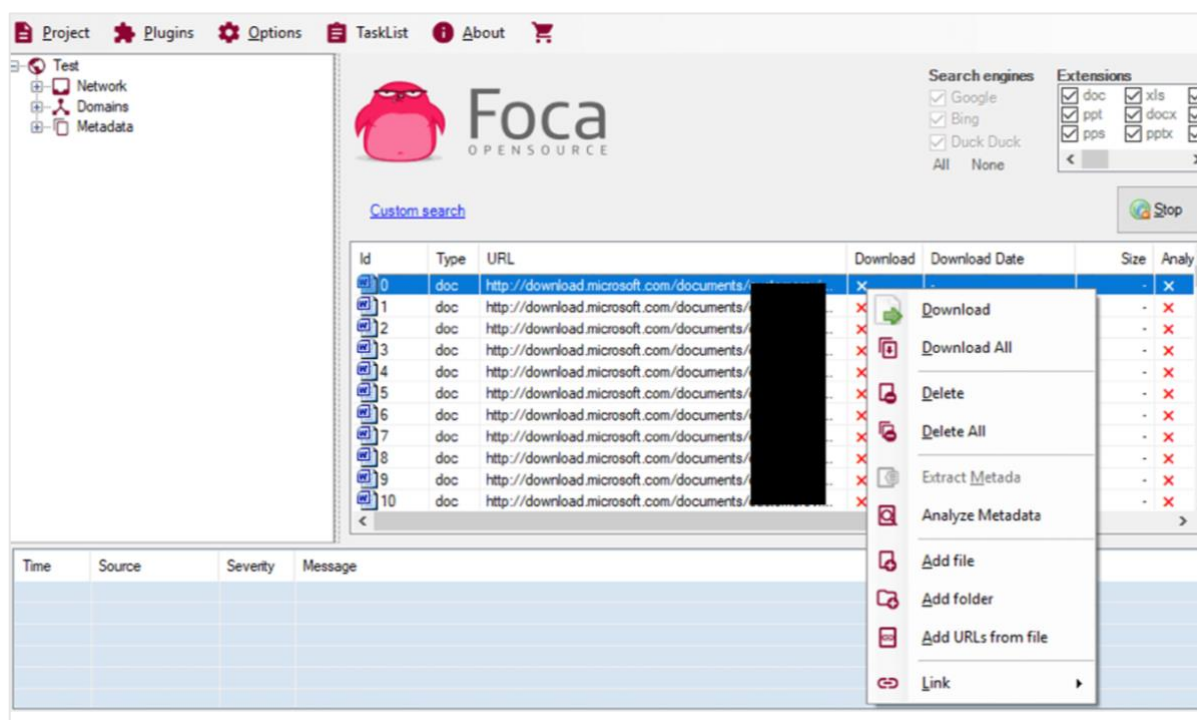 Project Plugins Options TaskList About
Test
Network
Domains
Metadata
Foca
OPENSOURCE
Search engines
Google
Bing
Duck Duck
All None
Extensions
doc xls
ppt docx
pps pptx
Custom search
Stop
Id Type URL Download Download Date Size Analy
0 doc http://download.microsoft.com/documents/ - -
1 doc http://download.microsoft.com/documents/ -
2 doc http://download.microsoft.com/documents/ -
3 doc http://download.microsoft.com/documents/ -
4 doc http://download.microsoft.com/documents/ -
5 doc http://download.microsoft.com/documents/ -
6 doc http://download.microsoft.com/documents/ -
7 doc http://download.microsoft.com/documents/ -
8 doc http://download.microsoft.com/documents/ -
9 doc http://download.microsoft.com/documents/ -
10 doc http://download.microsoft.com/documents/ -
Download
Download All
Delete
Delete All
Extract Metada
Analyze Metadata
Add file
Add folder
Add URLs from file
Link
Time Source Severity Message